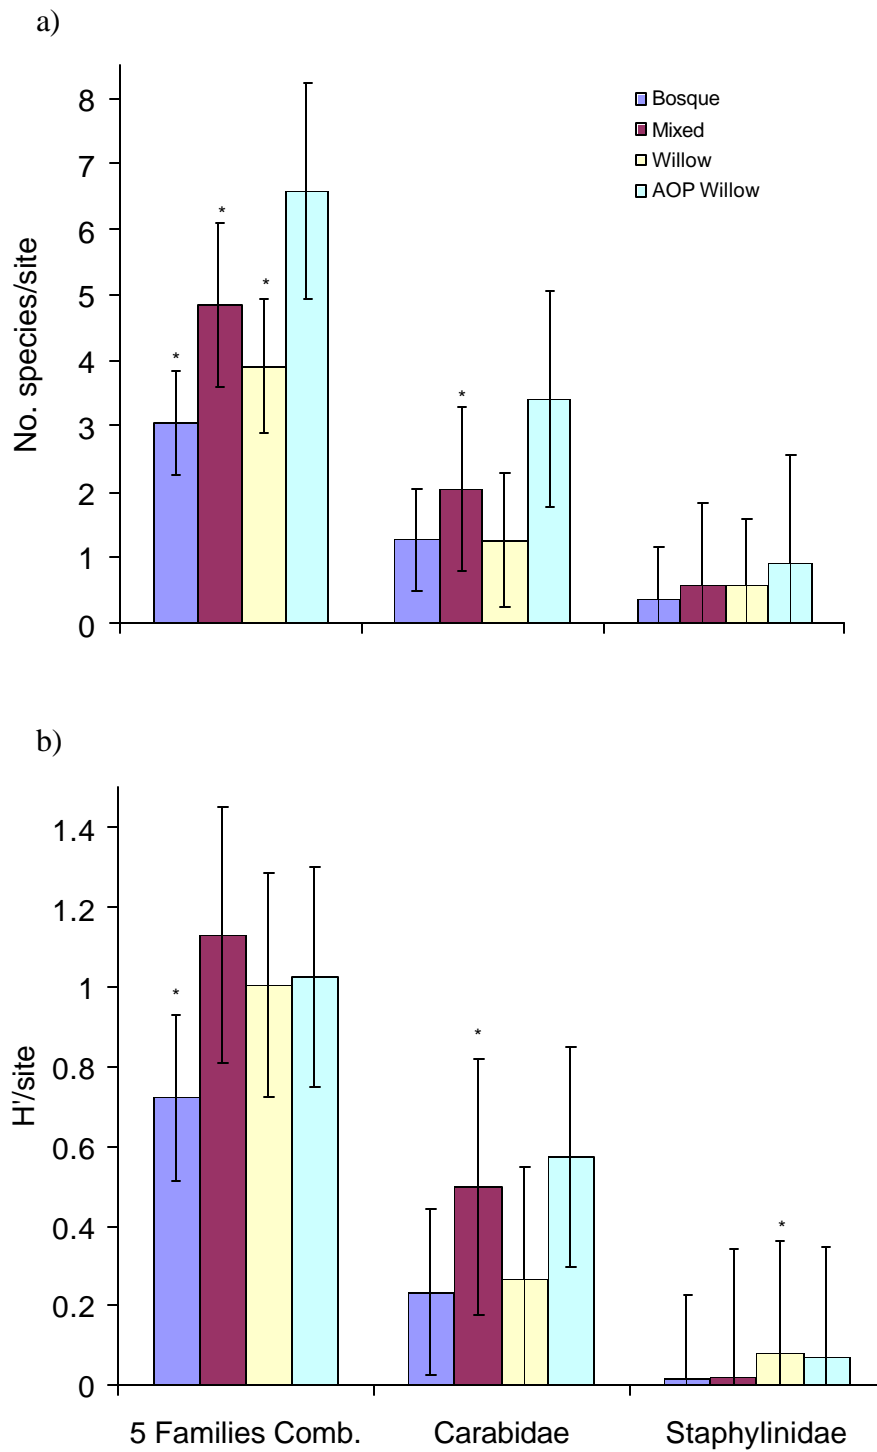 a)
No. species/site
8
7
6
5
4
3
2
1
0
Bosque
Mixed
Willow
AOP Willow
*
*
*
*
b)
H'/site
1.4
1.2
1
0.8
0.6
0.4
0.2
0
*
*
*
5 Families Comb.
Carabidae
Staphylinidae